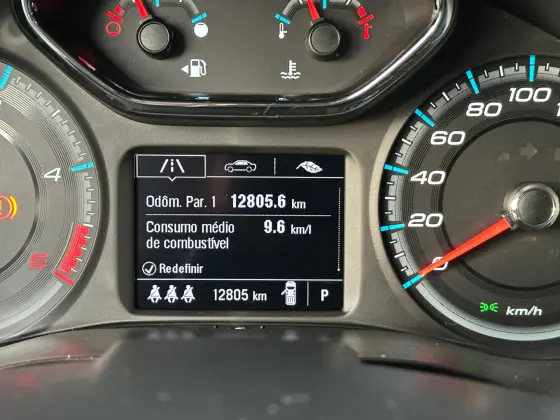 Odôm. Par. 1 12805.6 km
Consumo médio 9.6 km/l
de combustível
Redefinir
12805 km P
4
5
0
20
40
60
80
100
km/h